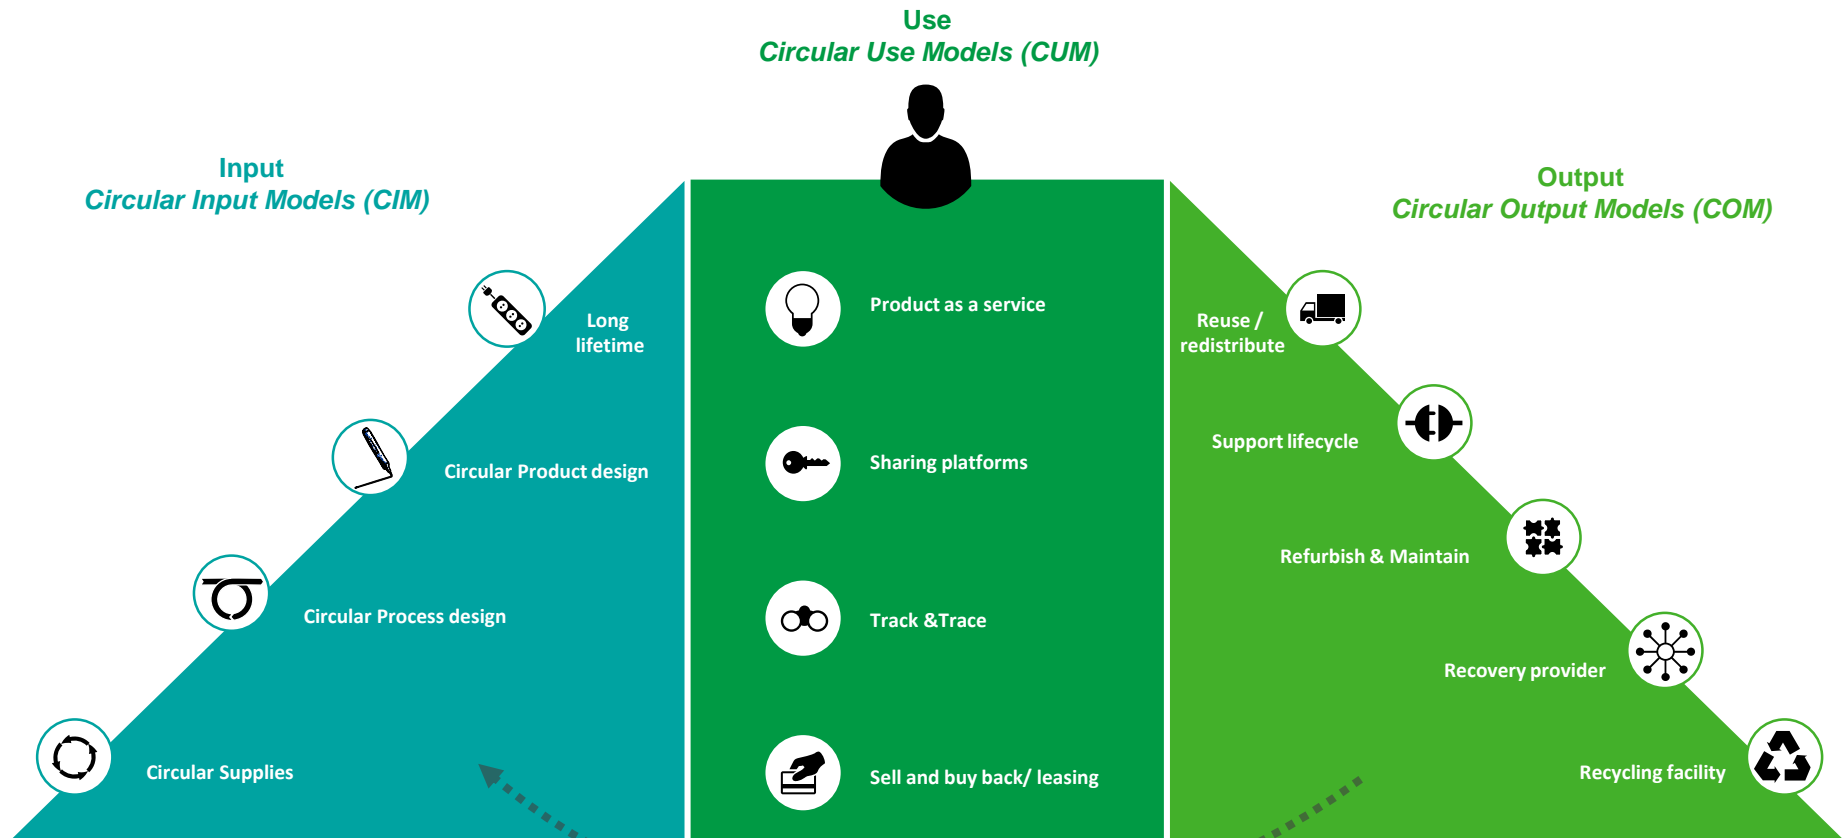 Use
Circular Use Models (CUM)
Input
Circular Input Models (CIM)
Output
Circular Output Models (COM)
Long
lifetime
Circular Product design
Circular Process design
Circular Supplies
Product as a service
Sharing platforms
Track &Trace
Sell and buy back/ leasing
Reuse /
redistribute
Support lifecycle
Refurbish & Maintain
Recovery provider
Recycling facility